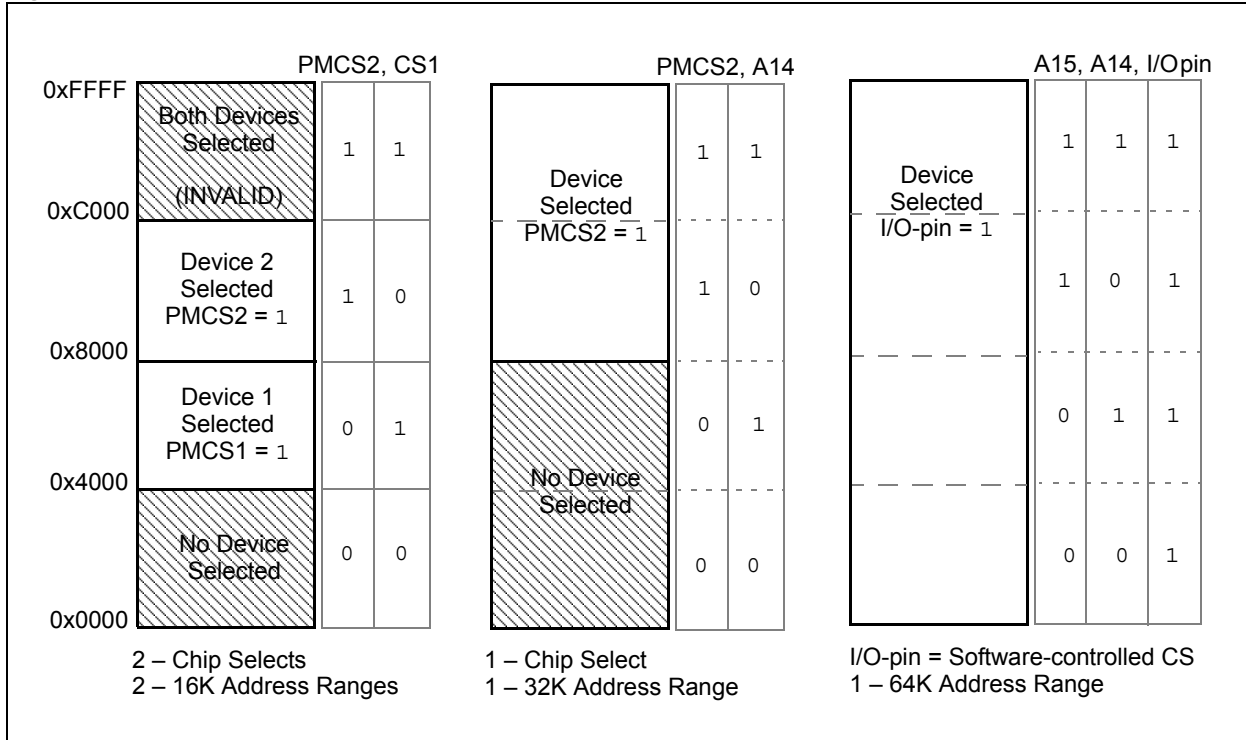 PMCS2, CS1
0xFFFF
Both Devices
Selected
(INVALID)
1 1
0xC000
Device 2
Selected
PMCS2 = 1
1 0
0x8000
Device 1
Selected
PMCS1 = 1
0 1
0x4000
No Device
Selected
0 0
0x0000
2 – Chip Selects
2 – 16K Address Ranges
PMCS2, A14
Device
Selected
PMCS2 = 1
1 1
1 0
No Device
Selected
0 1
0 0
1 – Chip Select
1 – 32K Address Range
A15, A14, I/Opin
Device
Selected
I/O-pin = 1
1 1 1
1 0 1
0 1 1
0 0 1
I/O-pin = Software-controlled CS
1 – 64K Address Range